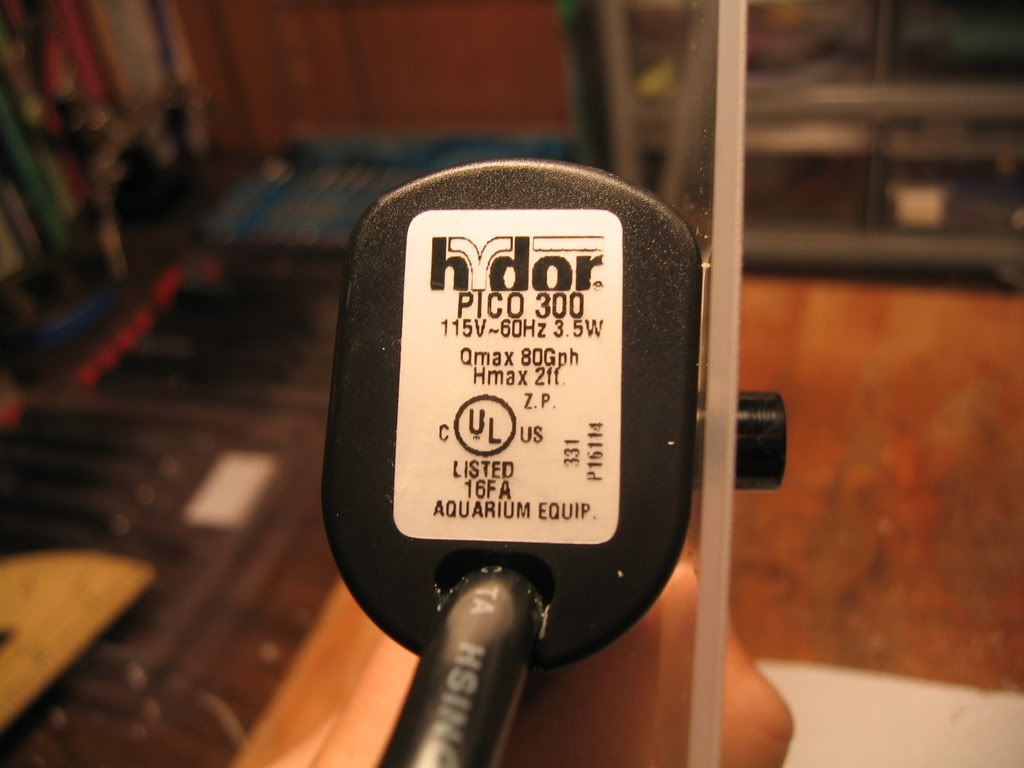 hydor
PICO 300
115V~60Hz 3.5W
Qmax 80Gph
Hmax 2ft.
Z.P.
C UL US
LISTED
16FA
AQUARIUM EQUIP.
331
P16114
TA HSING